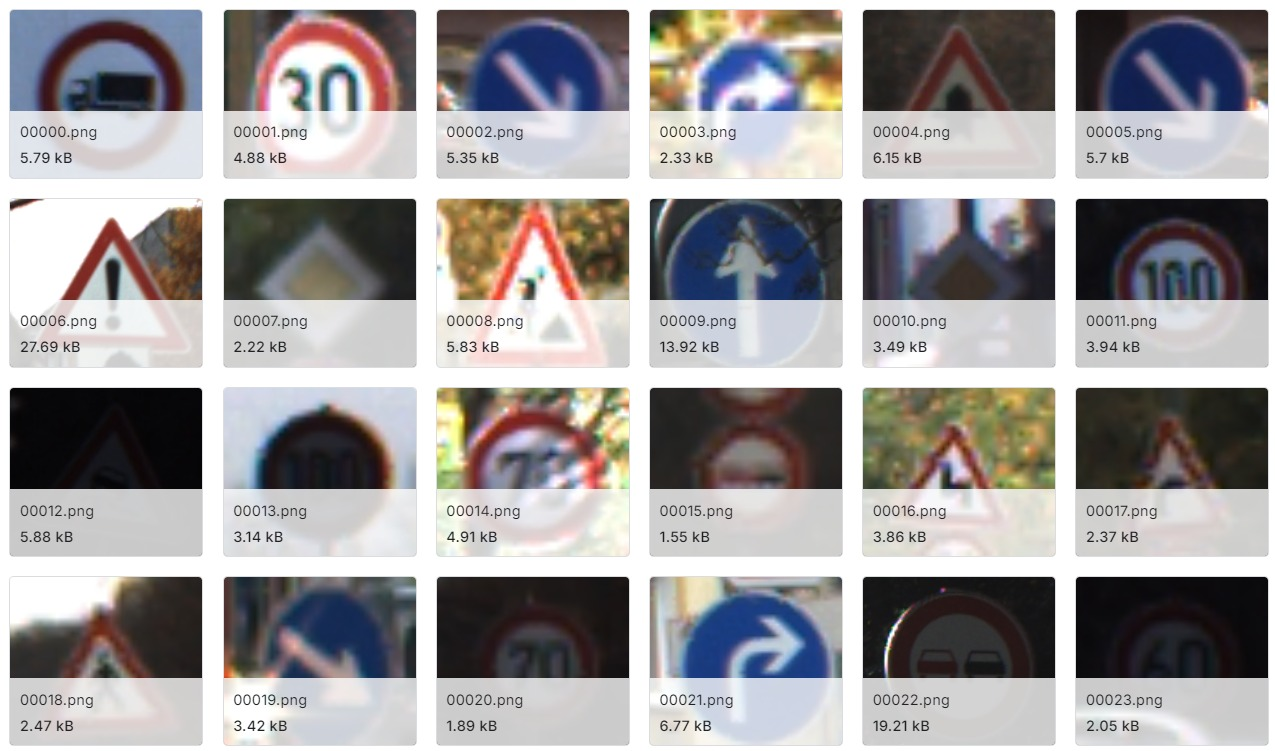 00000.png
5.79 kB
30
00001.png
4.88 kB
00002.png
5.35 kB
00003.png
2.33 kB
00004.png
6.15 kB
00005.png
5.7 kB
!
00006.png
27.69 kB
00007.png
2.22 kB
00008.png
5.83 kB
00009.png
13.92 kB
00010.png
3.49 kB
100
00011.png
3.94 kB
00012.png
5.88 kB
100
00013.png
3.14 kB
70
00014.png
4.91 kB
00015.png
1.55 kB
00016.png
3.86 kB
00017.png
2.37 kB
00018.png
2.47 kB
00019.png
3.42 kB
70
00020.png
1.89 kB
00021.png
6.77 kB
00022.png
19.21 kB
60
00023.png
2.05 kB